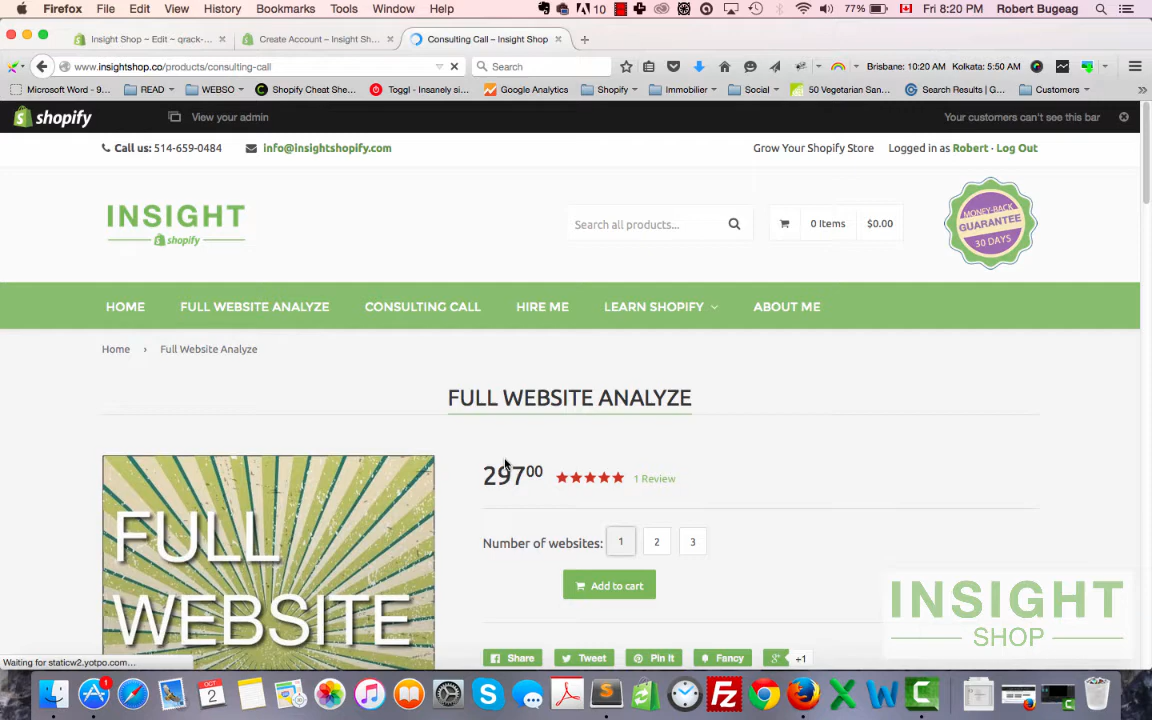 Firefox File Edit View History Bookmarks Tools Window Help 10 77% Fri 8:20 PM Robert Bugeag
Insight Shop ~ Edit ~ qrack-... × Create Account – Insight Sh... × Consulting Call – Insight Shop × +
www.insightshop.co/products/consulting-call Search Brisbane: 10:20 AM Kolkata: 5:50 AM
Microsoft Word - 9... READ WEBSO Shopify Cheat She... Toggl - Insanely si... Google Analytics Shopify Immobilier Social 50 Vegetarian San... Search Results | G... Customers »
shopify View your admin Your customers can't see this bar
Call us: 514-659-0484 info@insightshopify.com Grow Your Shopify Store Logged in as Robert · Log Out
INSIGHT
shopify
Search all products... 0 Items $0.00
MONEY-BACK
GUARANTEE
30 DAYS
HOME FULL WEBSITE ANALYZE CONSULTING CALL HIRE ME LEARN SHOPIFY ABOUT ME
Home › Full Website Analyze
FULL WEBSITE ANALYZE
29700 1 Review
Number of websites: 1 2 3
Add to cart
FULL
WEBSITE
Share Tweet Pin It Fancy +1
INSIGHT
SHOP
Waiting for staticw2.yotpo.com...